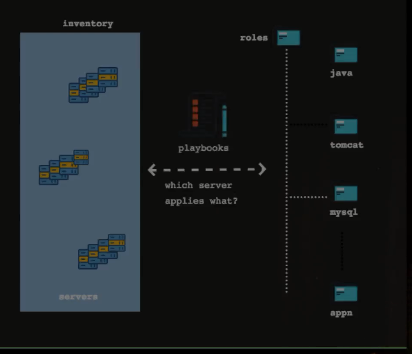 inventory
roles
java
playbooks
tomcat
which server
applies what?
mysql
servers
appn